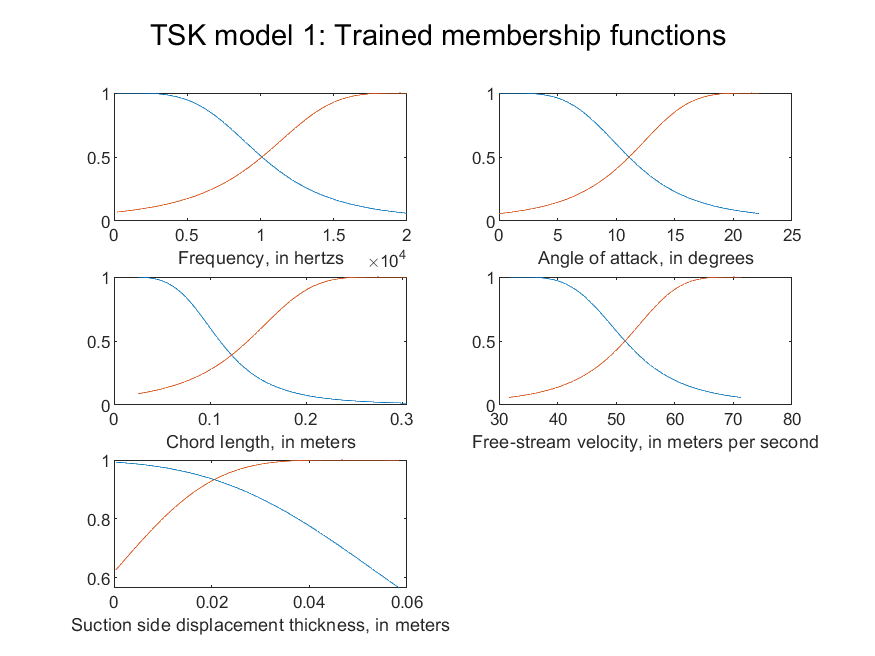 TSK model 1: Trained membership functions
1
0.5
0
0 0.5 1 1.5 2
Frequency, in hertzs ×10^4
1
0.5
0
0 5 10 15 20 25
Angle of attack, in degrees
1
0.5
0
0 0.1 0.2 0.3
Chord length, in meters
1
0.5
0
30 40 50 60 70 80
Free-stream velocity, in meters per second
1
0.8
0.6
0 0.02 0.04 0.06
Suction side displacement thickness, in meters